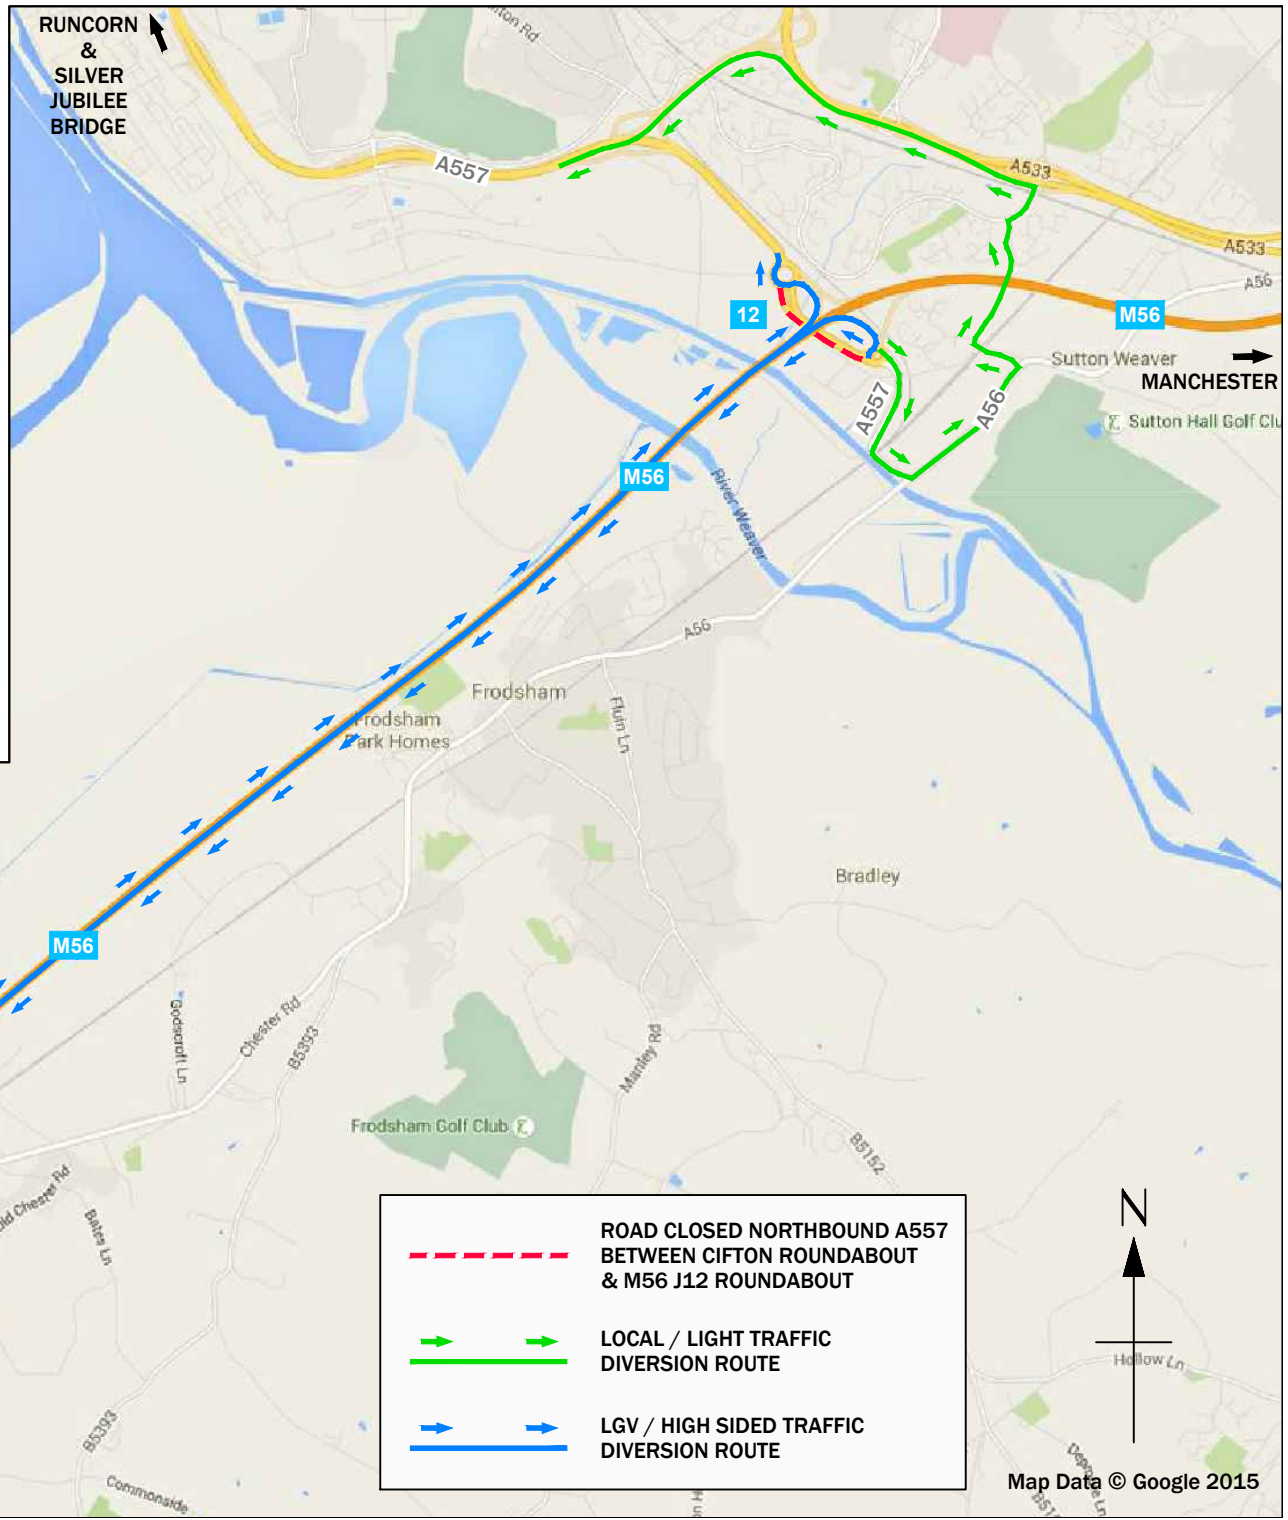 RUNCORN
&
SILVER
JUBILEE
BRIDGE
A557
A533
A533
A56
M56
12
Sutton Weaver
MANCHESTER
A557
A56
Sutton Hall Golf Clu
M56
River Weaver
A56
Frodsham
Fluin Ln
Frodsham
Park Homes
Bradley
M56
Godscroft Ln
Chester Rd
B5393
Manley Rd
Frodsham Golf Club
B5152
Old Chester Rd
Bates Ln
ROAD CLOSED NORTHBOUND A557
BETWEEN CIFTON ROUNDABOUT
& M56 J12 ROUNDABOUT
LOCAL / LIGHT TRAFFIC
DIVERSION ROUTE
LGV / HIGH SIDED TRAFFIC
DIVERSION ROUTE
N
Hollow Ln
B5393
Commonside
Map Data © Google 2015